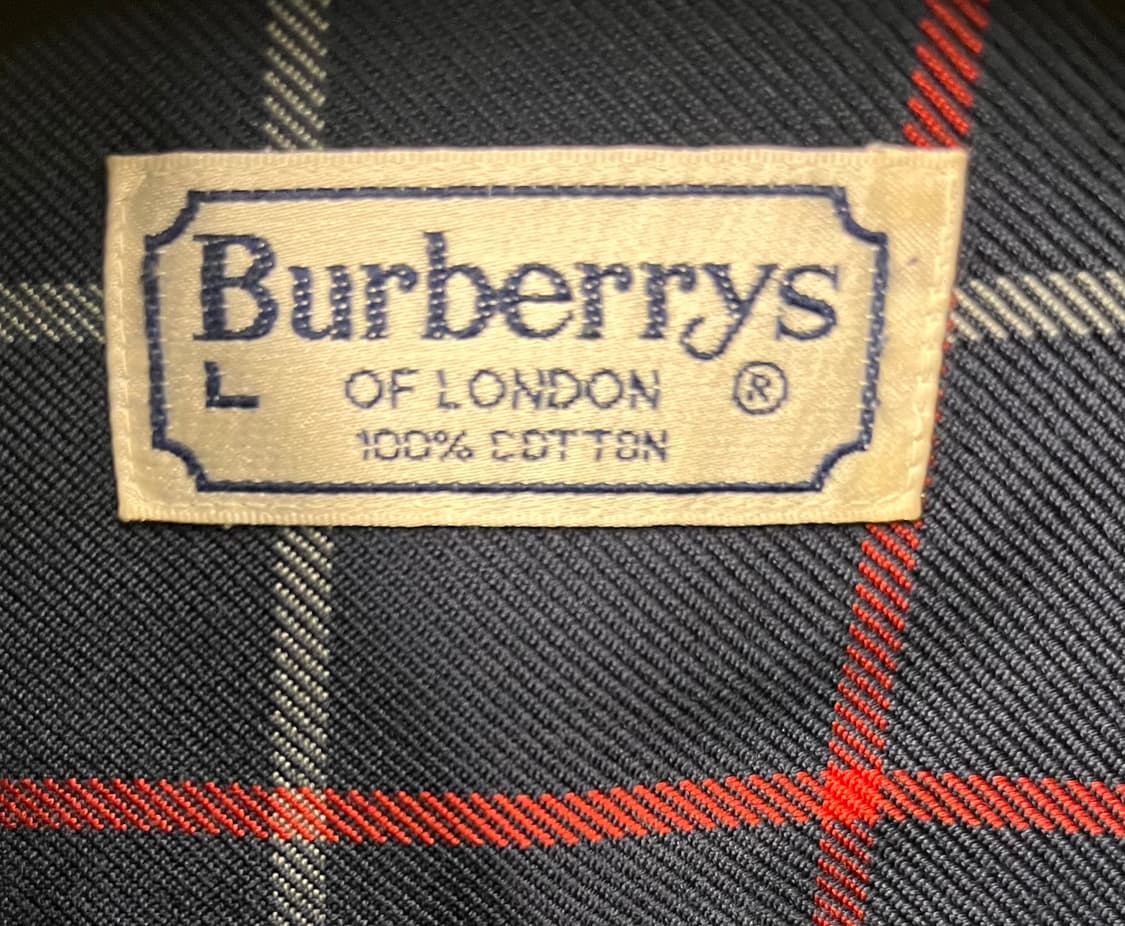 Burberrys
L OF LONDON ®
100% COTTON